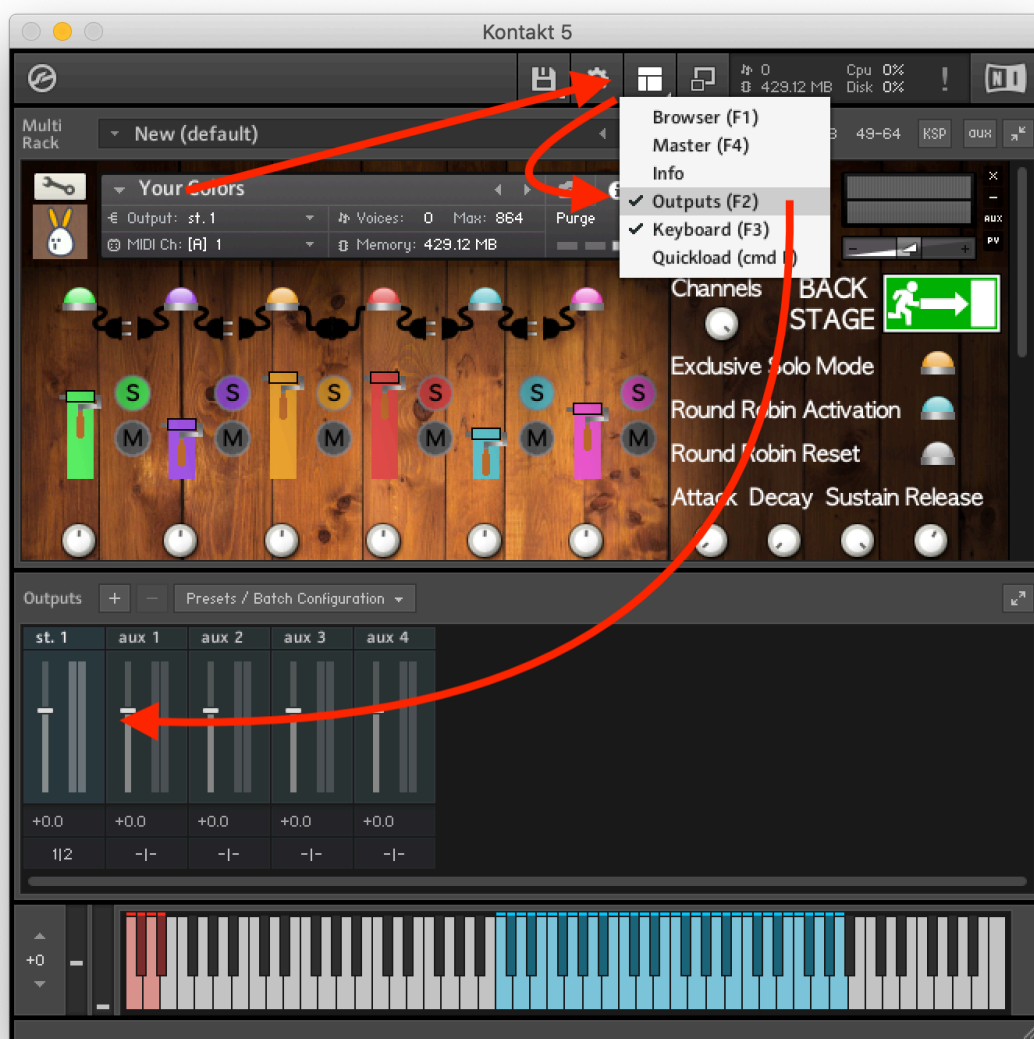 Kontakt 5
0 Cpu 0%
429.12 MB Disk 0% ! NI
Multi
Rack
New (default)
49-64 KSP aux
Browser (F1)
Master (F4)
Info
✓ Outputs (F2)
✓ Keyboard (F3)
Quickload (cmd
Your Colors
Output: st. 1 Voices: 0 Max: 864 Purge
MIDI Ch: [A] 1 Memory: 429.12 MB
AUX
PV
Channels BACK
STAGE
Exclusive Solo Mode
Round Robin Activation
Round Robin Reset
Attack Decay Sustain Release
S S S S S S
M M M M M M
Outputs + − Presets / Batch Configuration
st. 1 aux 1 aux 2 aux 3 aux 4
+0.0 +0.0 +0.0 +0.0 +0.0
1|2 -|- -|- -|- -|-
+0